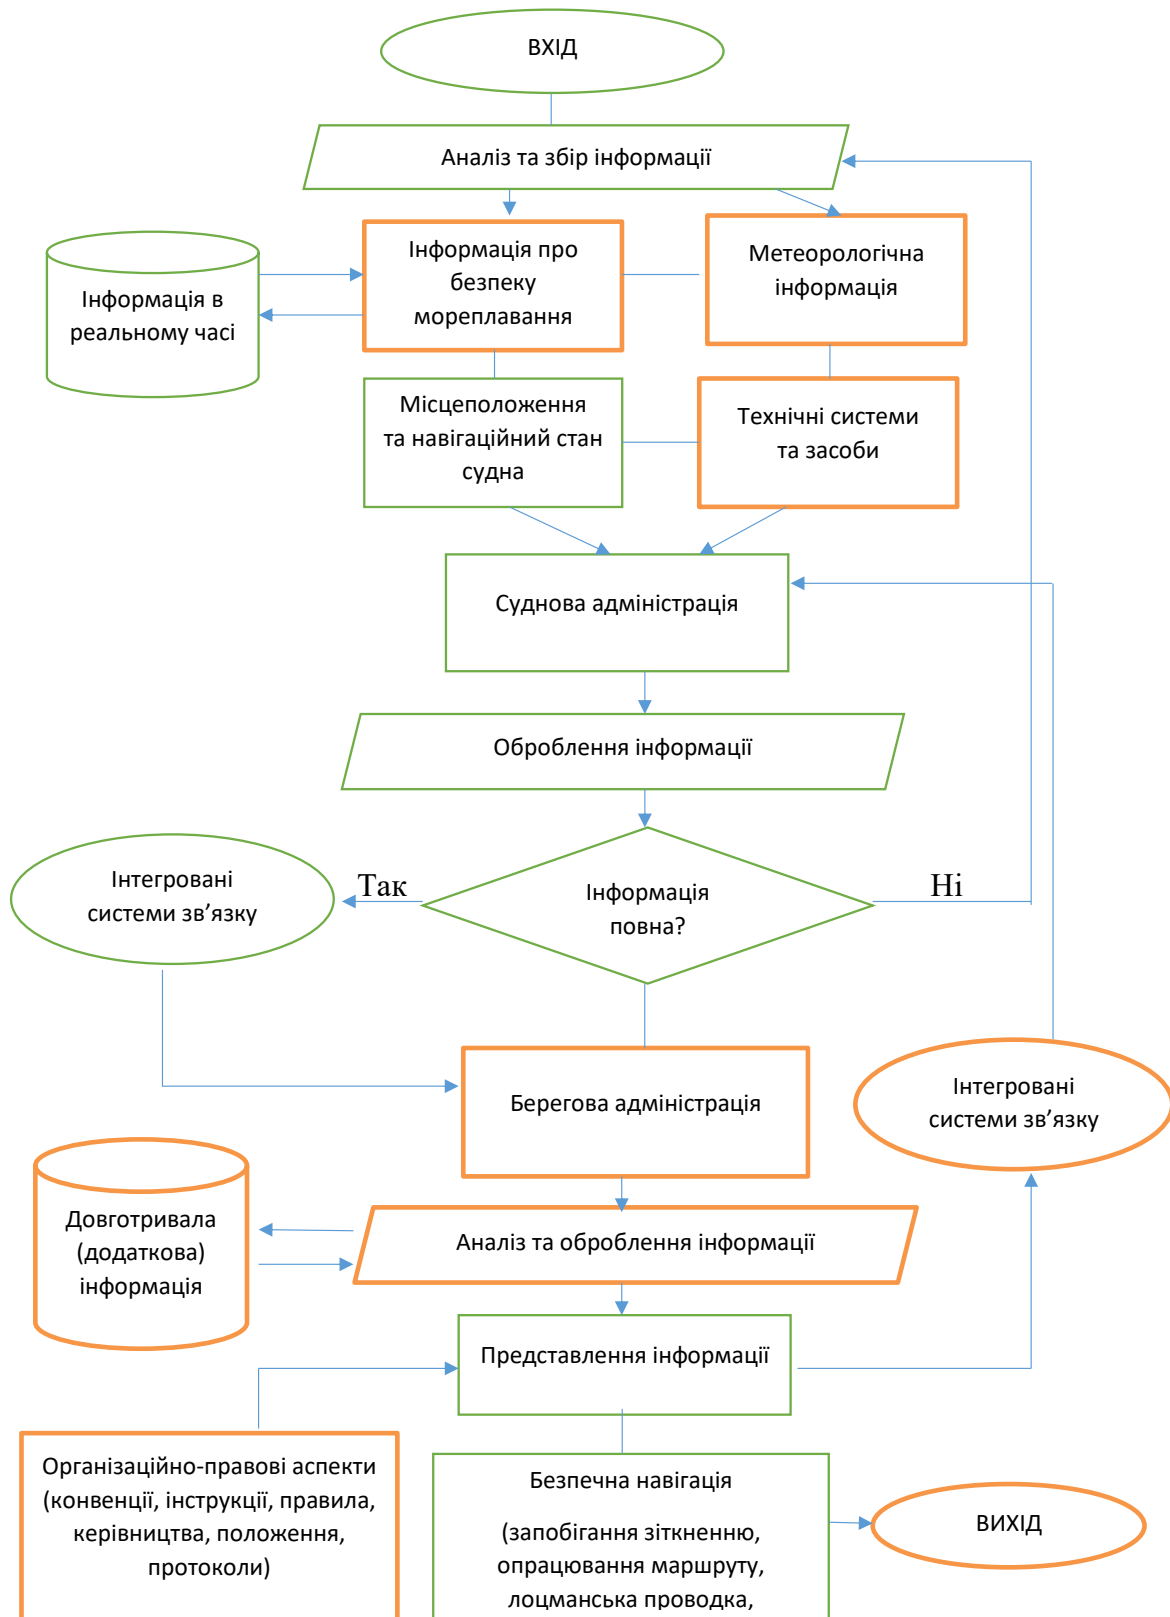 ВХІД
Аналіз та збір інформації
Інформація про
безпеку
мореплавання
Метеорологічна
інформація
Інформація в
реальному часі
Місцеположення
та навігаційний стан
судна
Технічні системи
та засоби
Суднова адміністрація
Оброблення інформації
Інтегровані
системи зв’язку
Так
Інформація
повна?
Ні
Берегова адміністрація
Інтегровані
системи зв’язку
Довготривала
(додаткова)
інформація
Аналіз та оброблення інформації
Представлення інформації
Організаційно-правові аспекти
(конвенції, інструкції, правила,
керівництва, положення,
протоколи)
Безпечна навігація
(запобігання зіткненню,
опрацювання маршруту,
лоцманська проводка,
ВИХІД